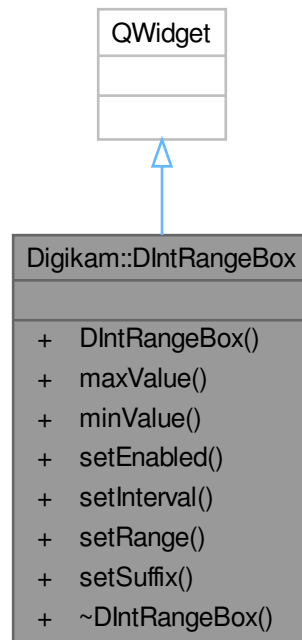 QWidget
Digikam::DIntRangeBox
+ DIntRangeBox()
+ maxValue()
+ minValue()
+ setEnabled()
+ setInterval()
+ setRange()
+ setSuffix()
+ ~DIntRangeBox()